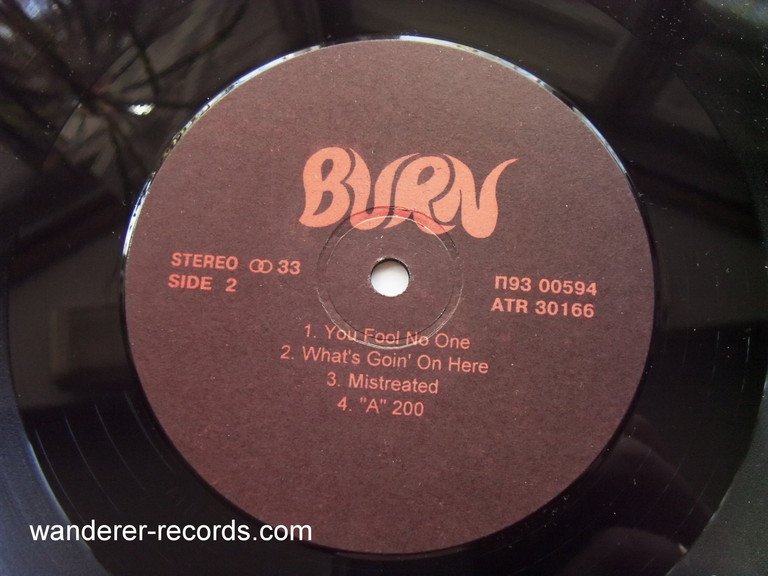 BURN
STEREO ꝏ 33
SIDE 2
П93 00594
ATR 30166
1. You Fool No One
2. What's Goin' On Here
3. Mistreated
4. "A" 200
wanderer-records.com